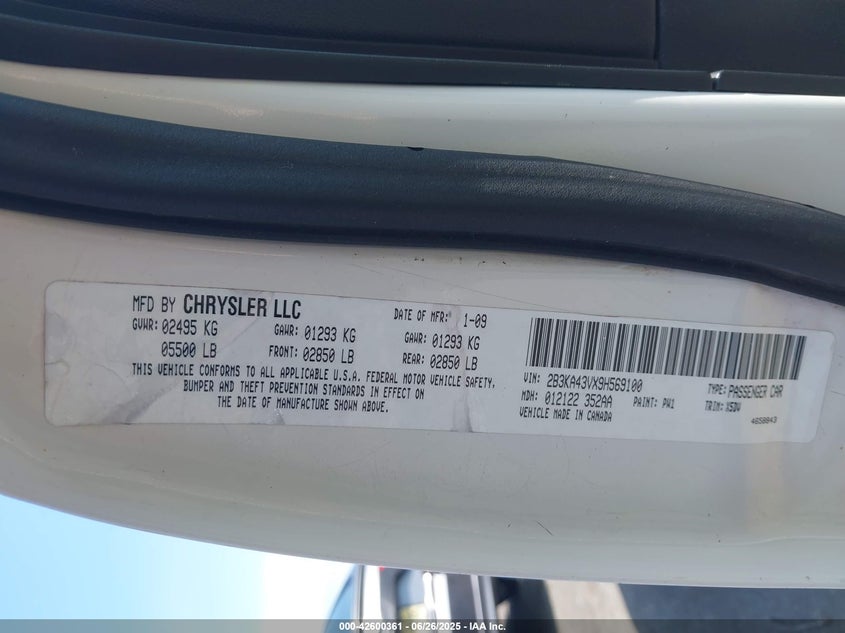 MFD BY CHRYSLER LLC
DATE OF MFR: 1-09
GVWR: 02495 KG GAWR: 01293 KG GAWR: 01293 KG
05500 LB FRONT: 02850 LB REAR: 02850 LB
THIS VEHICLE CONFORMS TO ALL APPLICABLE U.S.A. FEDERAL MOTOR VEHICLE SAFETY,
BUMPER AND THEFT PREVENTION STANDARDS IN EFFECT ON
THE DATE OF MANUFACTURE SHOWN ABOVE.
VIN: 2B3KA43VX9H569100 TYPE: PASSENGER CAR
MDH: 012122 352AA PAINT: PW1 TRIM: X5DV
VEHICLE MADE IN CANADA 4658843
000-42600361 | 06/26/2025 - IAA Inc.